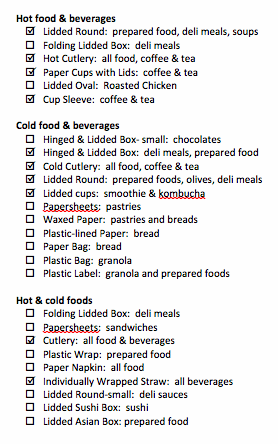 Hot food & beverages
☑ Lidded Round: prepared food, deli meals, soups
☐ Folding Lidded Box: deli meals
☑ Hot Cutlery: all food, coffee & tea
☑ Paper Cups with Lids: coffee & tea
☐ Lidded Oval: Roasted Chicken
☑ Cup Sleeve: coffee & tea
Cold food & beverages
☐ Hinged & Lidded Box- small: chocolates
☑ Hinged & Lidded Box: deli meals, prepared food
☑ Cold Cutlery: all food, coffee & tea
☑ Lidded Round: prepared foods, olives, deli meals
☑ Lidded cups: smoothie & kombucha
☐ Papersheets: pastries
☐ Waxed Paper: pastries and breads
☐ Plastic-lined Paper: bread
☐ Paper Bag: bread
☐ Plastic Bag: granola
☐ Plastic Label: granola and prepared foods
Hot & cold foods
☐ Folding Lidded Box: deli meals
☐ Papersheets: sandwiches
☑ Cutlery: all food & beverages
☐ Plastic Wrap: prepared food
☐ Paper Napkin: all food
☑ Individually Wrapped Straw: all beverages
☐ Lidded Round-small: deli sauces
☐ Lidded Sushi Box: sushi
☐ Lidded Asian Box: prepared food